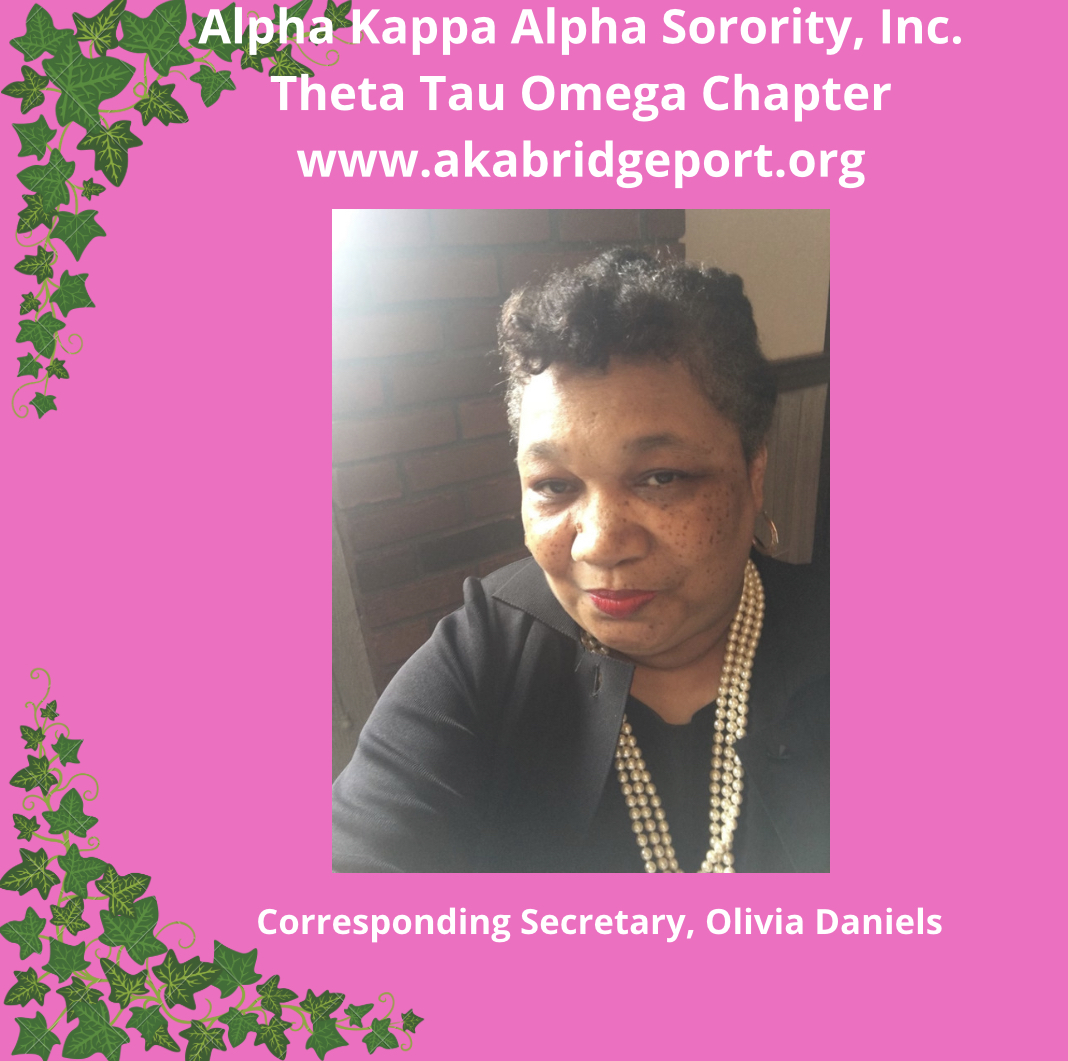 Alpha Kappa Alpha Sorority, Inc.
Theta Tau Omega Chapter
www.akabridgeport.org
Corresponding Secretary, Olivia Daniels